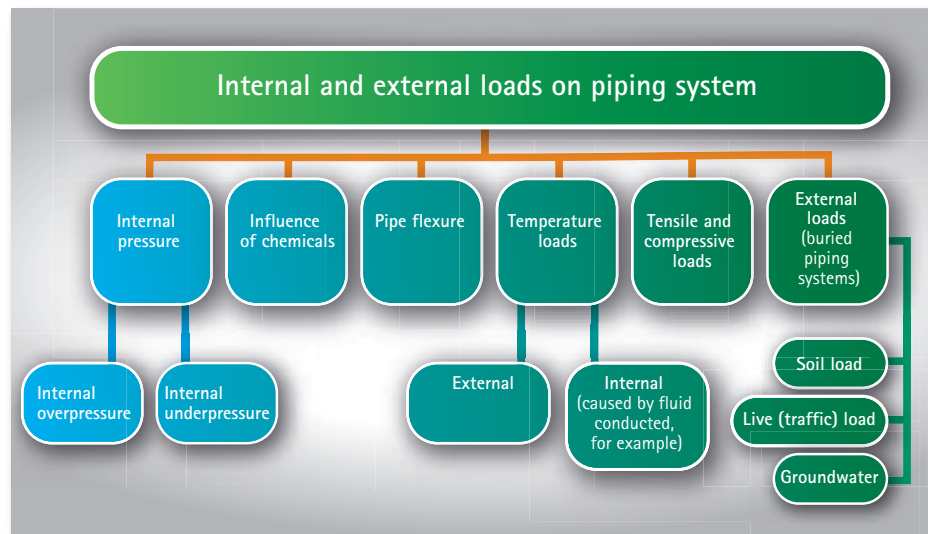 Internal and external loads on piping system
Internal
pressure
Influence
of chemicals
Pipe flexure
Temperature
loads
Tensile and
compressive
loads
External
loads
(buried
piping
systems)
Internal
overpressure
Internal
underpressure
External
Internal
(caused by fluid
conducted,
for example)
Soil load
Live (traffic) load
Groundwater